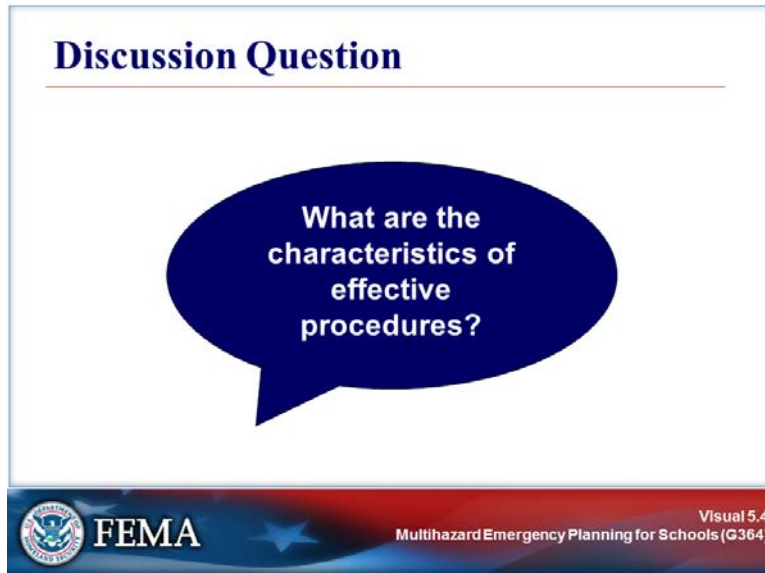 Discussion Question
What are the
characteristics of
effective
procedures?
FEMA
Visual 5.4
Multihazard Emergency Planning for Schools (G364)